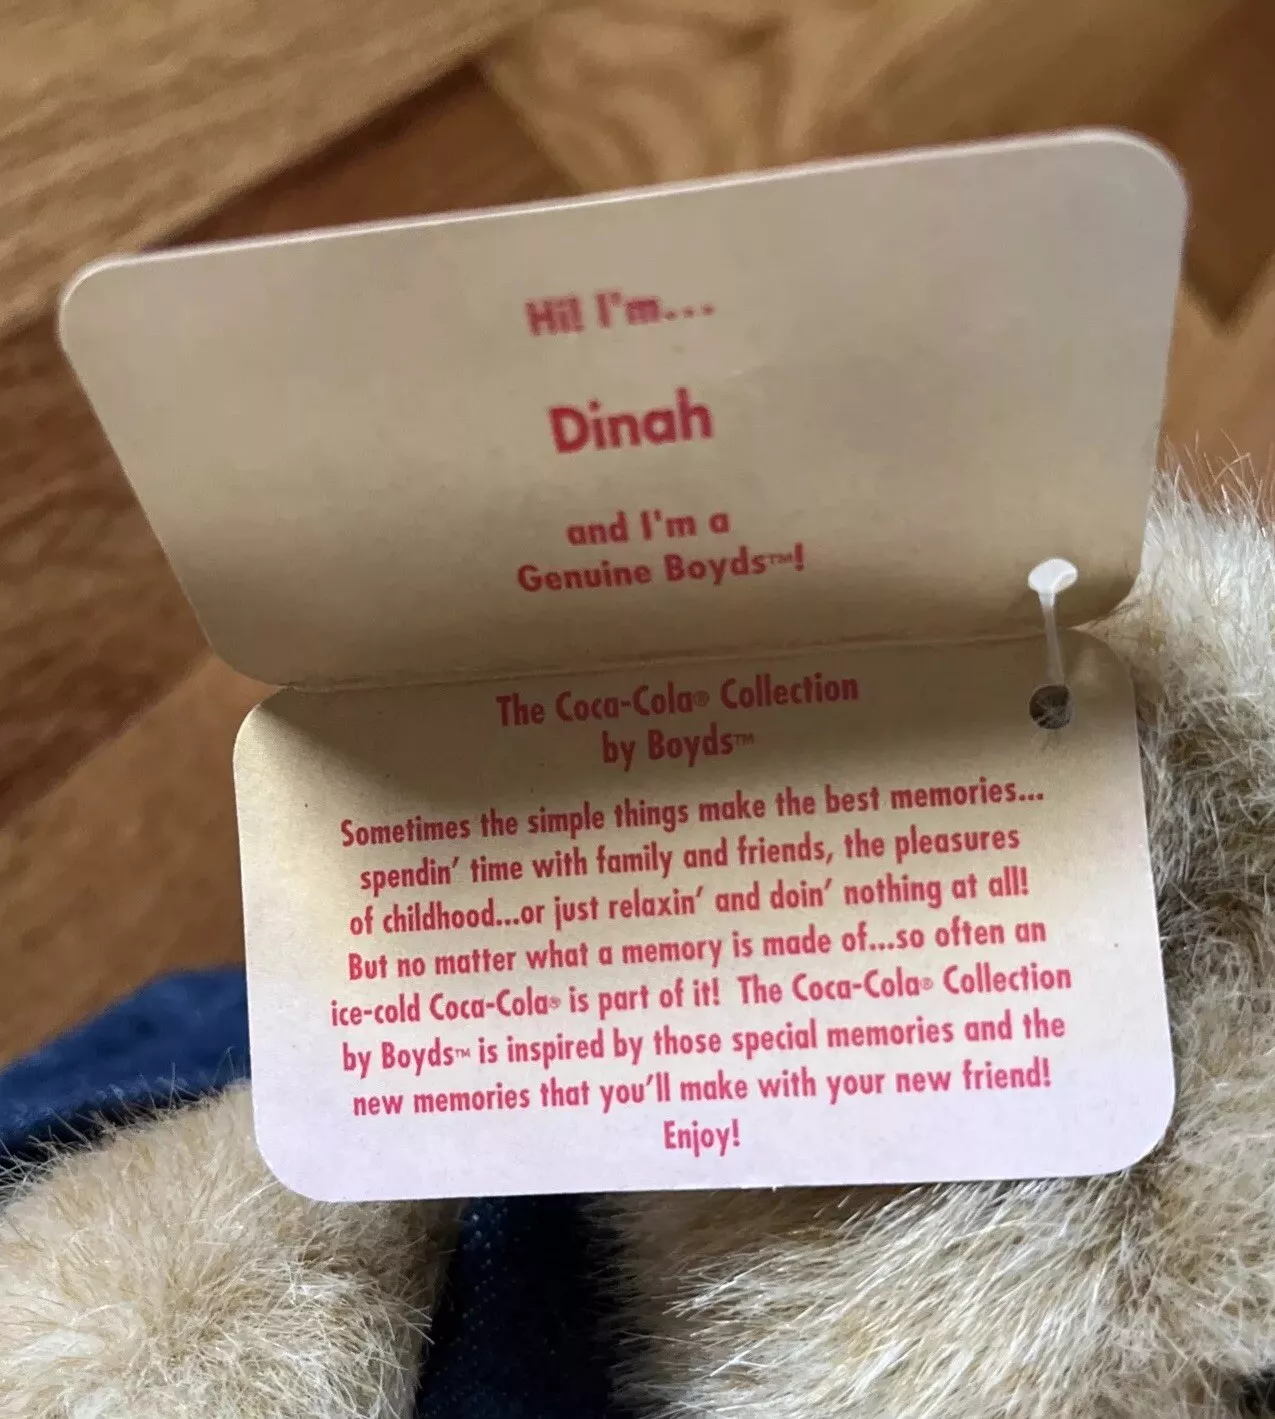 Hi! I'm...
Dinah
and I'm a
Genuine Boyds™!
The Coca-Cola® Collection
by Boyds™
Sometimes the simple things make the best memories...
spendin' time with family and friends, the pleasures
of childhood...or just relaxin' and doin' nothing at all!
But no matter what a memory is made of...so often an
ice-cold Coca-Cola® is part of it! The Coca-Cola® Collection
by Boyds™ is inspired by those special memories and the
new memories that you'll make with your new friend!
Enjoy!